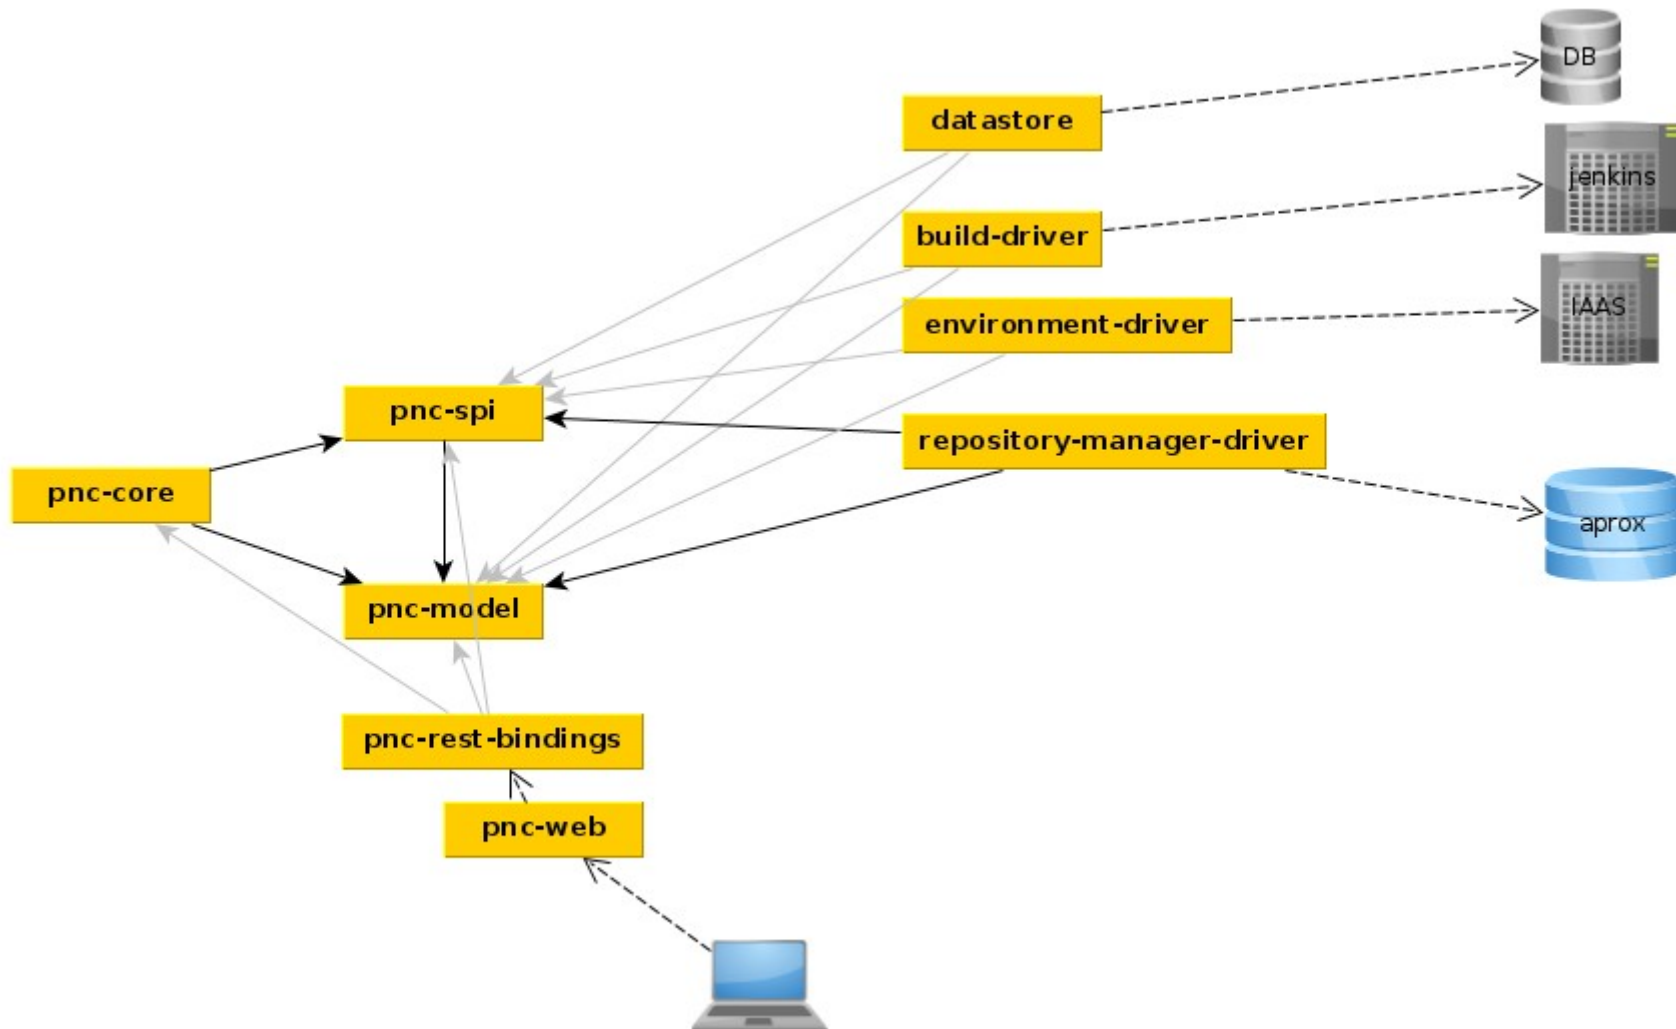 DB
datastore
jenkins
build-driver
IAAS
environment-driver
pnc-spi
repository-manager-driver
pnc-core
aprox
pnc-model
pnc-rest-bindings
pnc-web